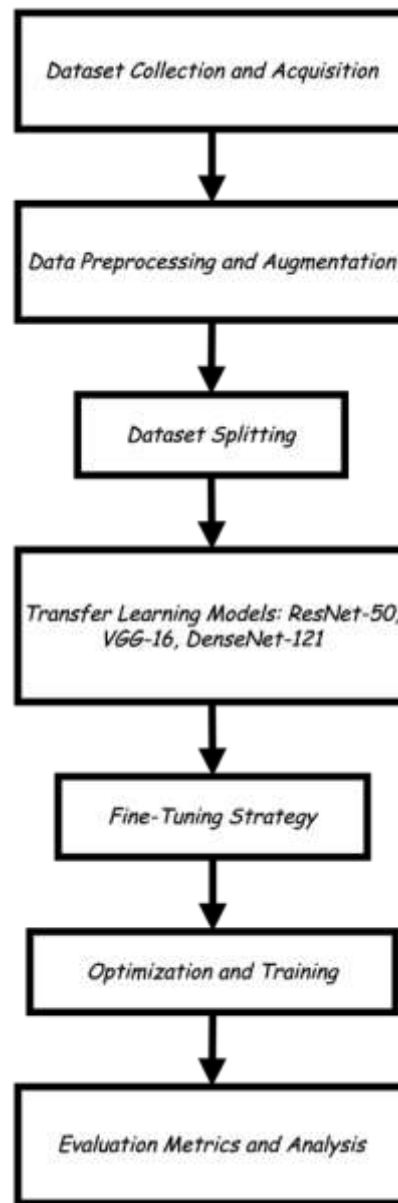 Dataset Collection and Acquisition
Data Preprocessing and Augmentation
Dataset Splitting
Transfer Learning Models: ResNet-50,
VGG-16, DenseNet-121
Fine-Tuning Strategy
Optimization and Training
Evaluation Metrics and Analysis